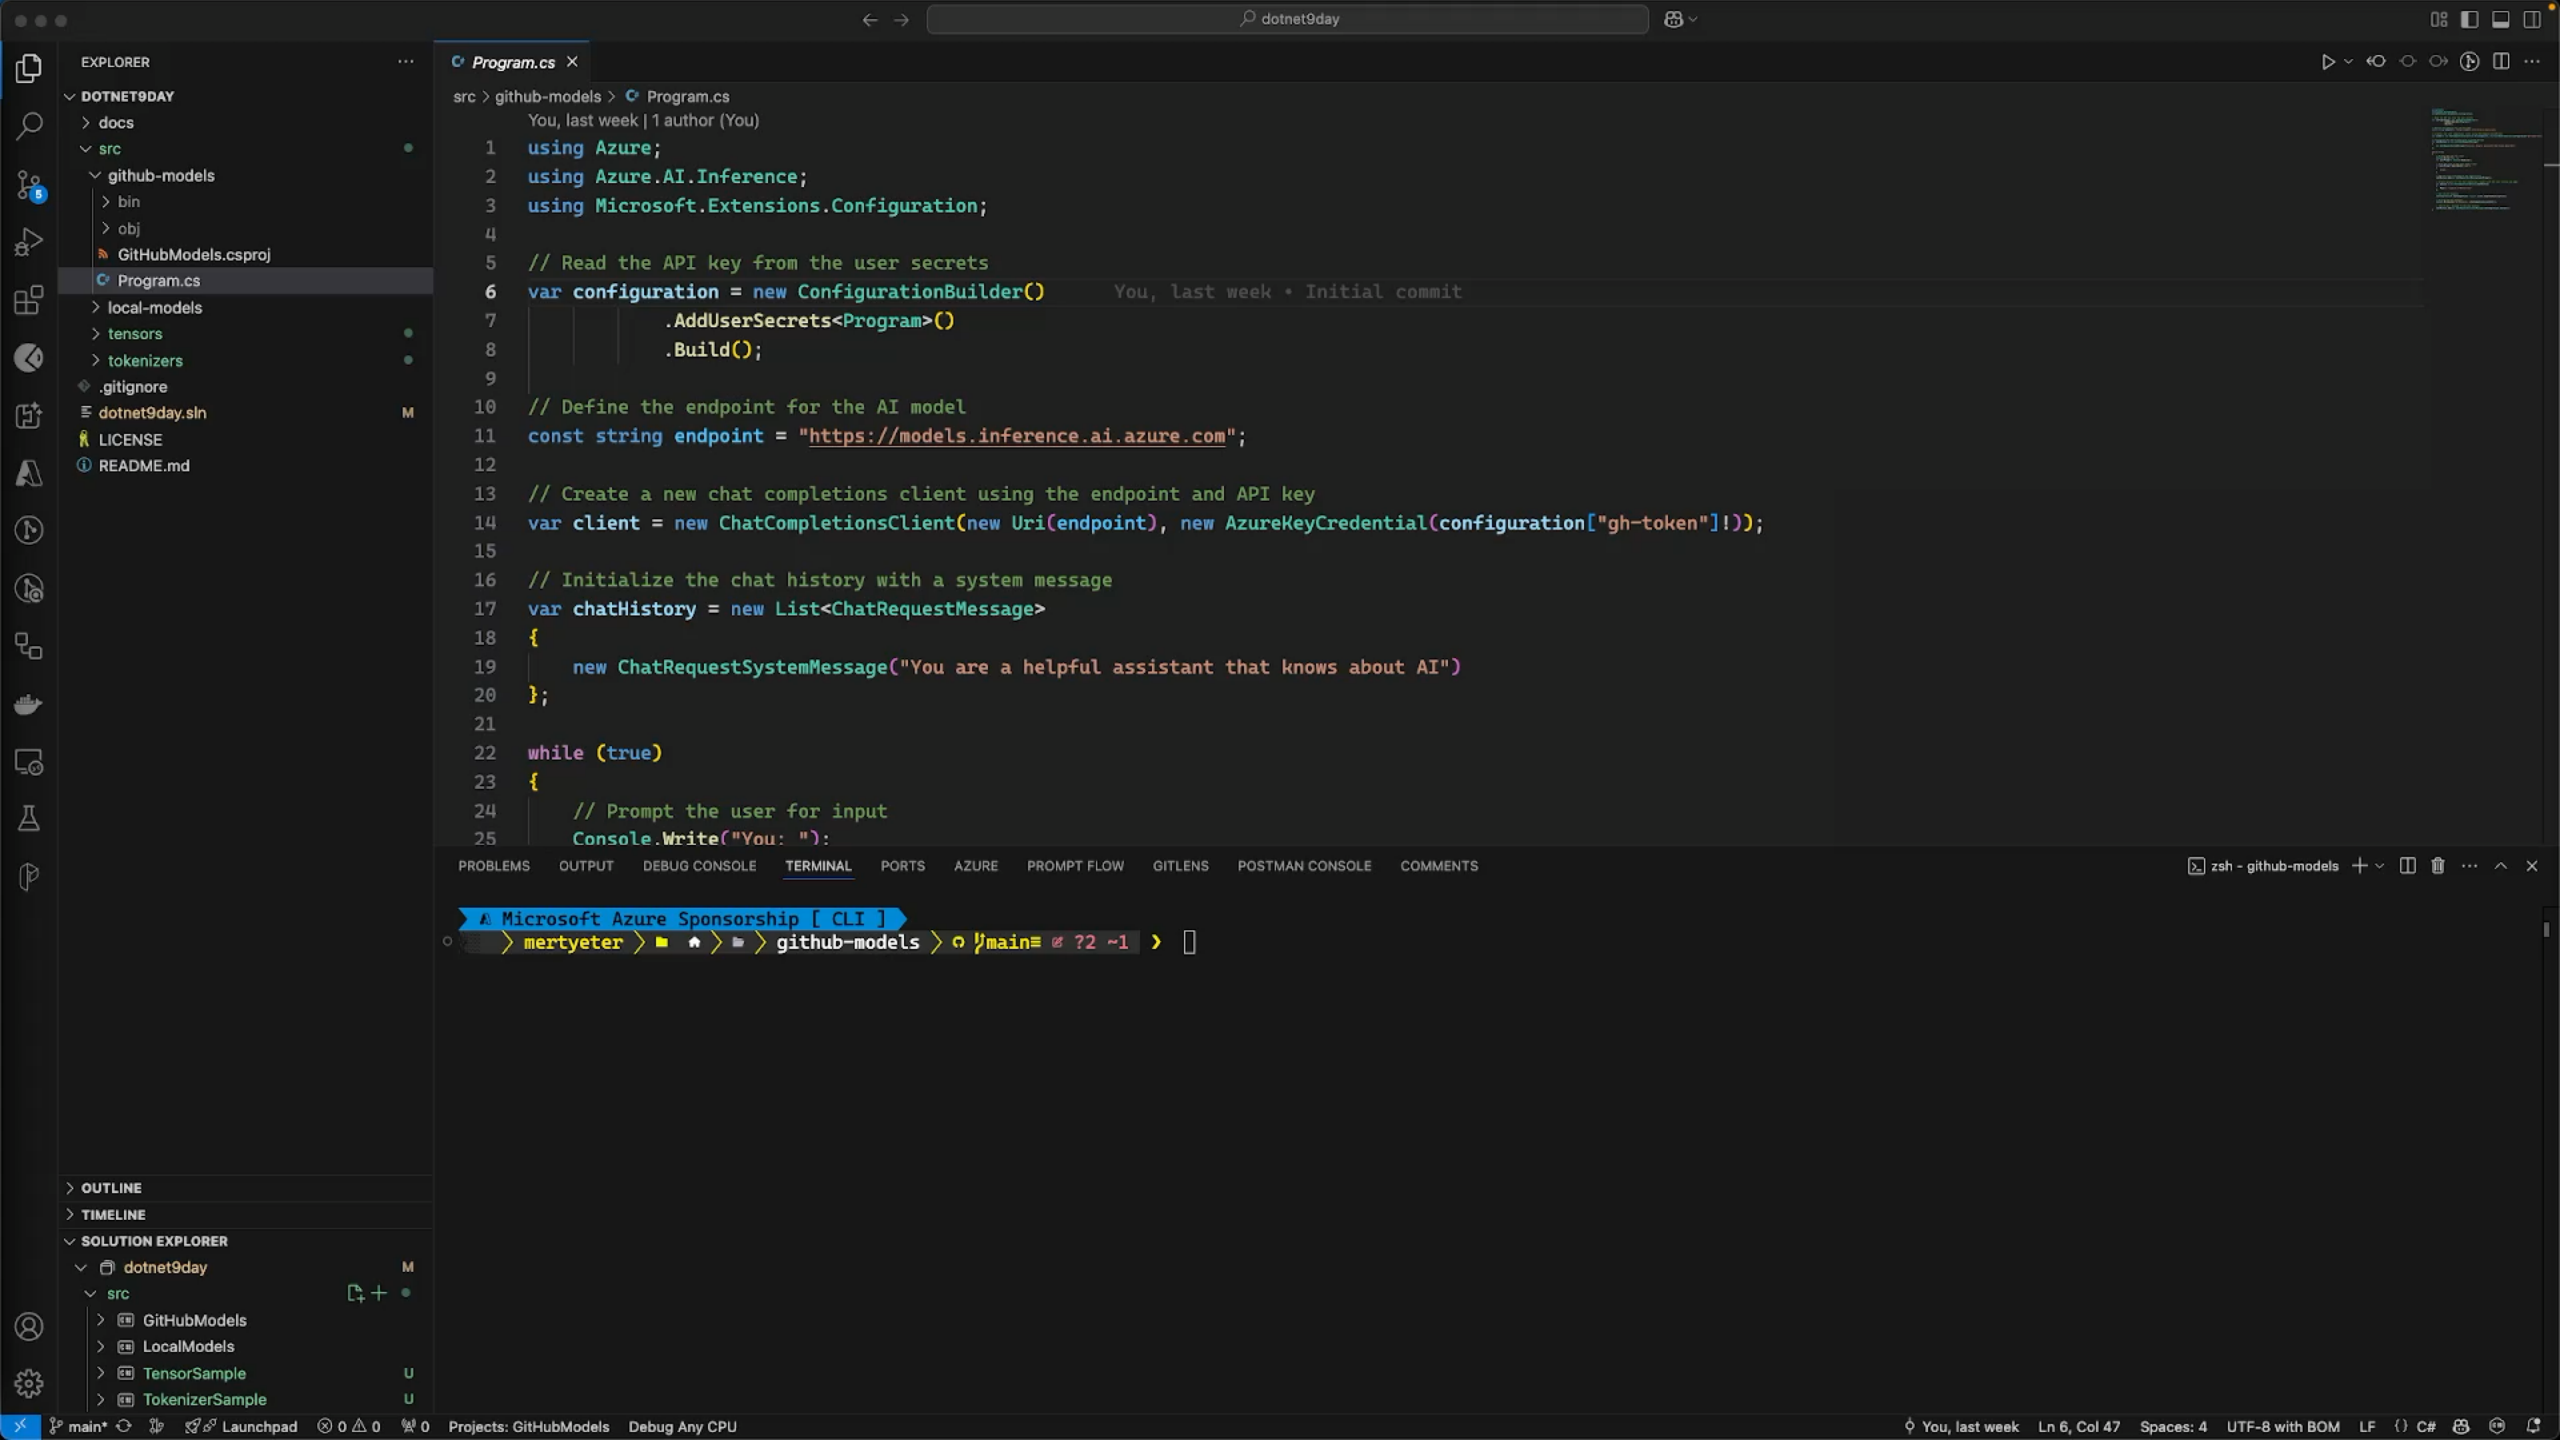 dotnet9day
EXPLORER
DOTNET9DAY
docs
src
github-models
bin
obj
GitHubModels.csproj
Program.cs
local-models
tensors
tokenizers
.gitignore
dotnet9day.sln M
LICENSE
README.md
5
OUTLINE
TIMELINE
SOLUTION EXPLORER
dotnet9day M
src
GitHubModels
LocalModels
TensorSample U
TokenizerSample U
Program.cs
src > github-models > Program.cs
You, last week | 1 author (You)
1 using Azure;
2 using Azure.AI.Inference;
3 using Microsoft.Extensions.Configuration;
4
5 // Read the API key from the user secrets
6 var configuration = new ConfigurationBuilder() You, last week • Initial commit
7 .AddUserSecrets<Program>()
8 .Build();
9
10 // Define the endpoint for the AI model
11 const string endpoint = "https://models.inference.ai.azure.com";
12
13 // Create a new chat completions client using the endpoint and API key
14 var client = new ChatCompletionsClient(new Uri(endpoint), new AzureKeyCredential(configuration["gh-token"]!));
15
16 // Initialize the chat history with a system message
17 var chatHistory = new List<ChatRequestMessage>
18 {
19 new ChatRequestSystemMessage("You are a helpful assistant that knows about AI")
20 };
21
22 while (true)
23 {
24 // Prompt the user for input
25 Console.Write("You: ");
PROBLEMS OUTPUT DEBUG CONSOLE TERMINAL PORTS AZURE PROMPT FLOW GITLENS POSTMAN CONSOLE COMMENTS zsh - github-models
Microsoft Azure Sponsorship [ CLI ]
mertyeter github-models main≡ ?2 ~1
main* Launchpad 0 0 0 Projects: GitHubModels Debug Any CPU You, last week Ln 6, Col 47 Spaces: 4 UTF-8 with BOM LF {} C#